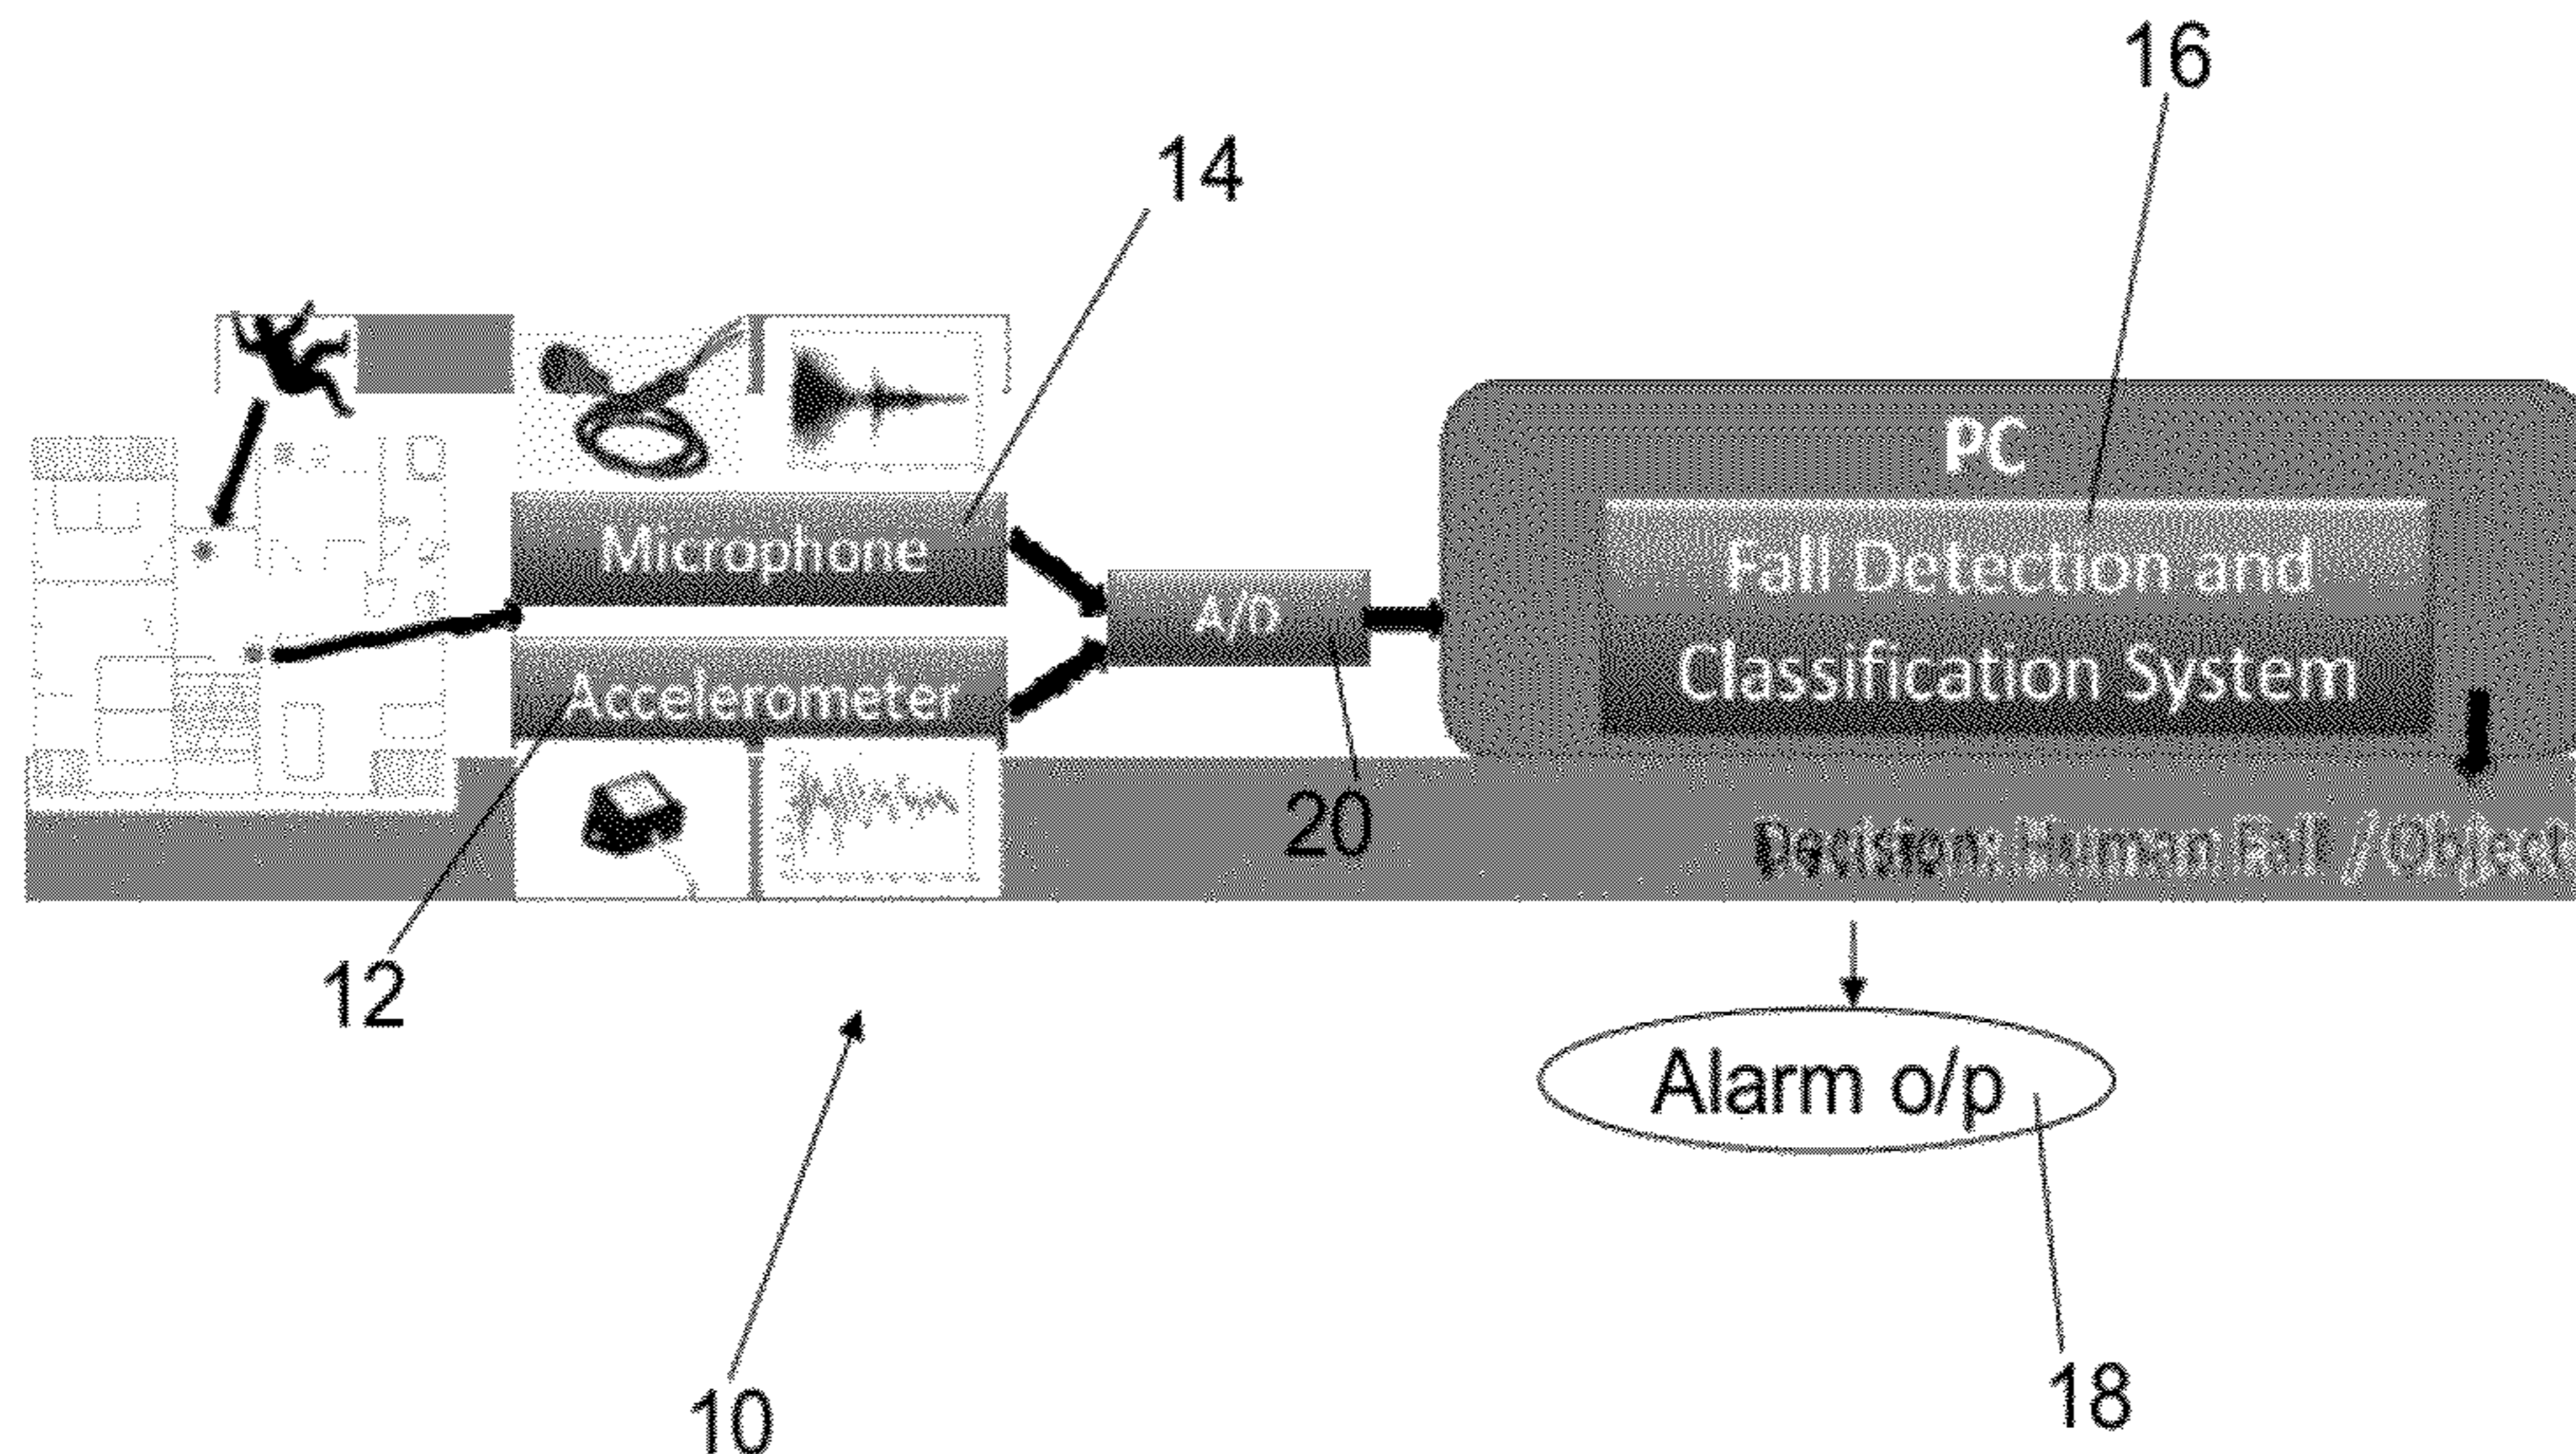 16
14
PC
Microphone
Fall Detection and
A/D
Classification System
Accelerometer
20
Decision: Human Fall / Object
12
Alarm o/p
10
18